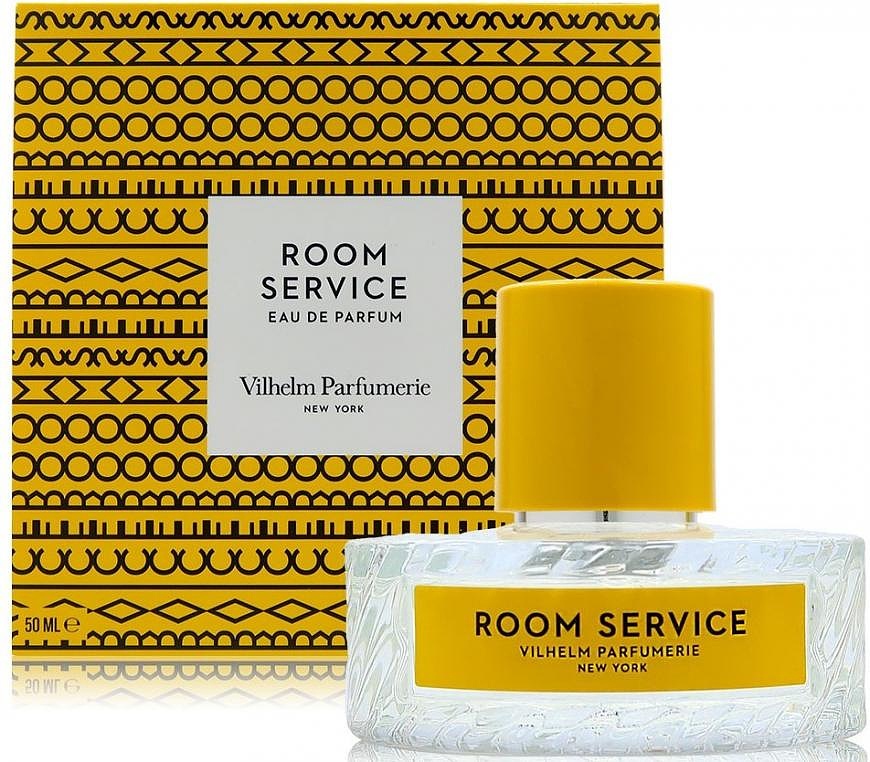 ROOM
SERVICE
EAU DE PARFUM
Vilhelm Parfumerie
NEW YORK
50 ML ℮
ROOM SERVICE
VILHELM PARFUMERIE
NEW YORK